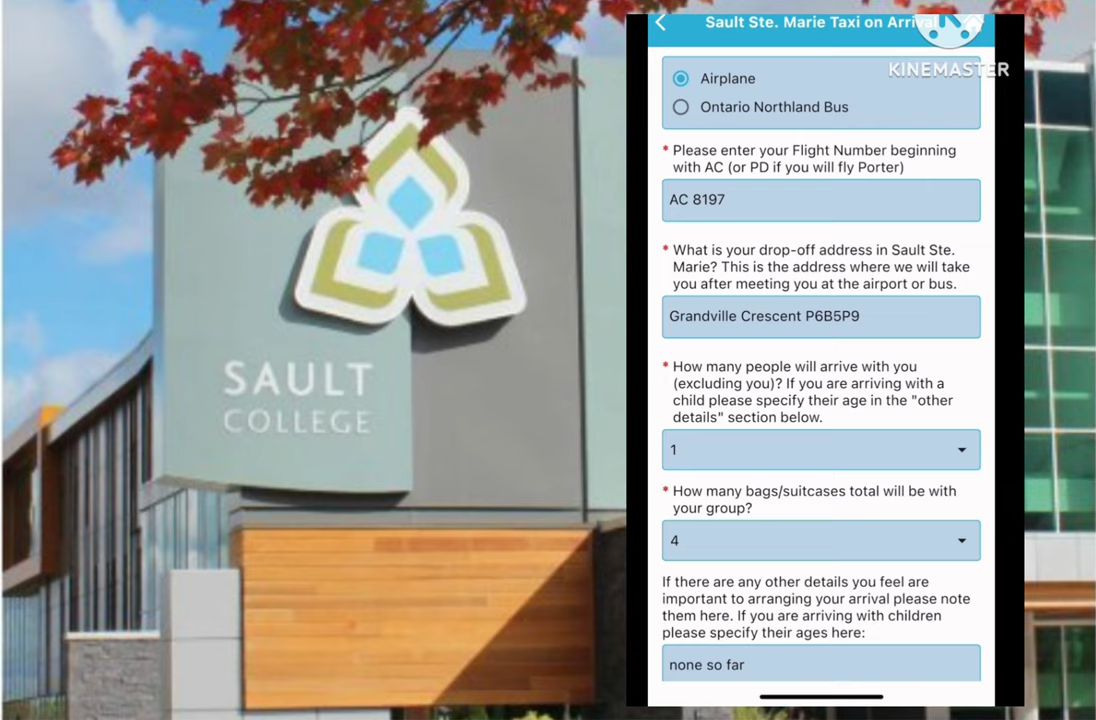 Sault Ste. Marie Taxi on Arrival
KINEMASTER
Airplane
Ontario Northland Bus
* Please enter your Flight Number beginning
with AC (or PD if you will fly Porter)
AC 8197
* What is your drop-off address in Sault Ste.
Marie? This is the address where we will take
you after meeting you at the airport or bus.
Grandville Crescent P6B5P9
* How many people will arrive with you
(excluding you)? If you are arriving with a
child please specify their age in the "other
details" section below.
1
* How many bags/suitcases total will be with
your group?
4
If there are any other details you feel are
important to arranging your arrival please note
them here. If you are arriving with children
please specify their ages here:
none so far
SAULT
COLLEGE